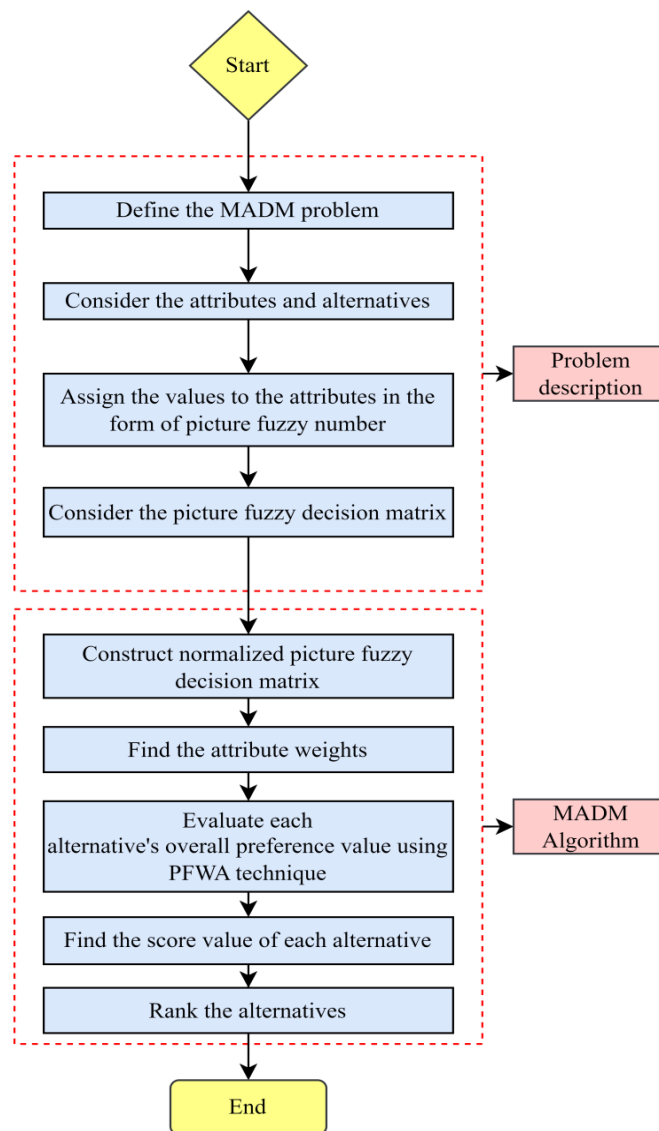 Start
Define the MADM problem
Consider the attributes and alternatives
Assign the values to the attributes in the
form of picture fuzzy number
Consider the picture fuzzy decision matrix
Problem
description
Construct normalized picture fuzzy
decision matrix
Find the attribute weights
Evaluate each
alternative's overall preference value using
PFWA technique
Find the score value of each alternative
Rank the alternatives
MADM
Algorithm
End